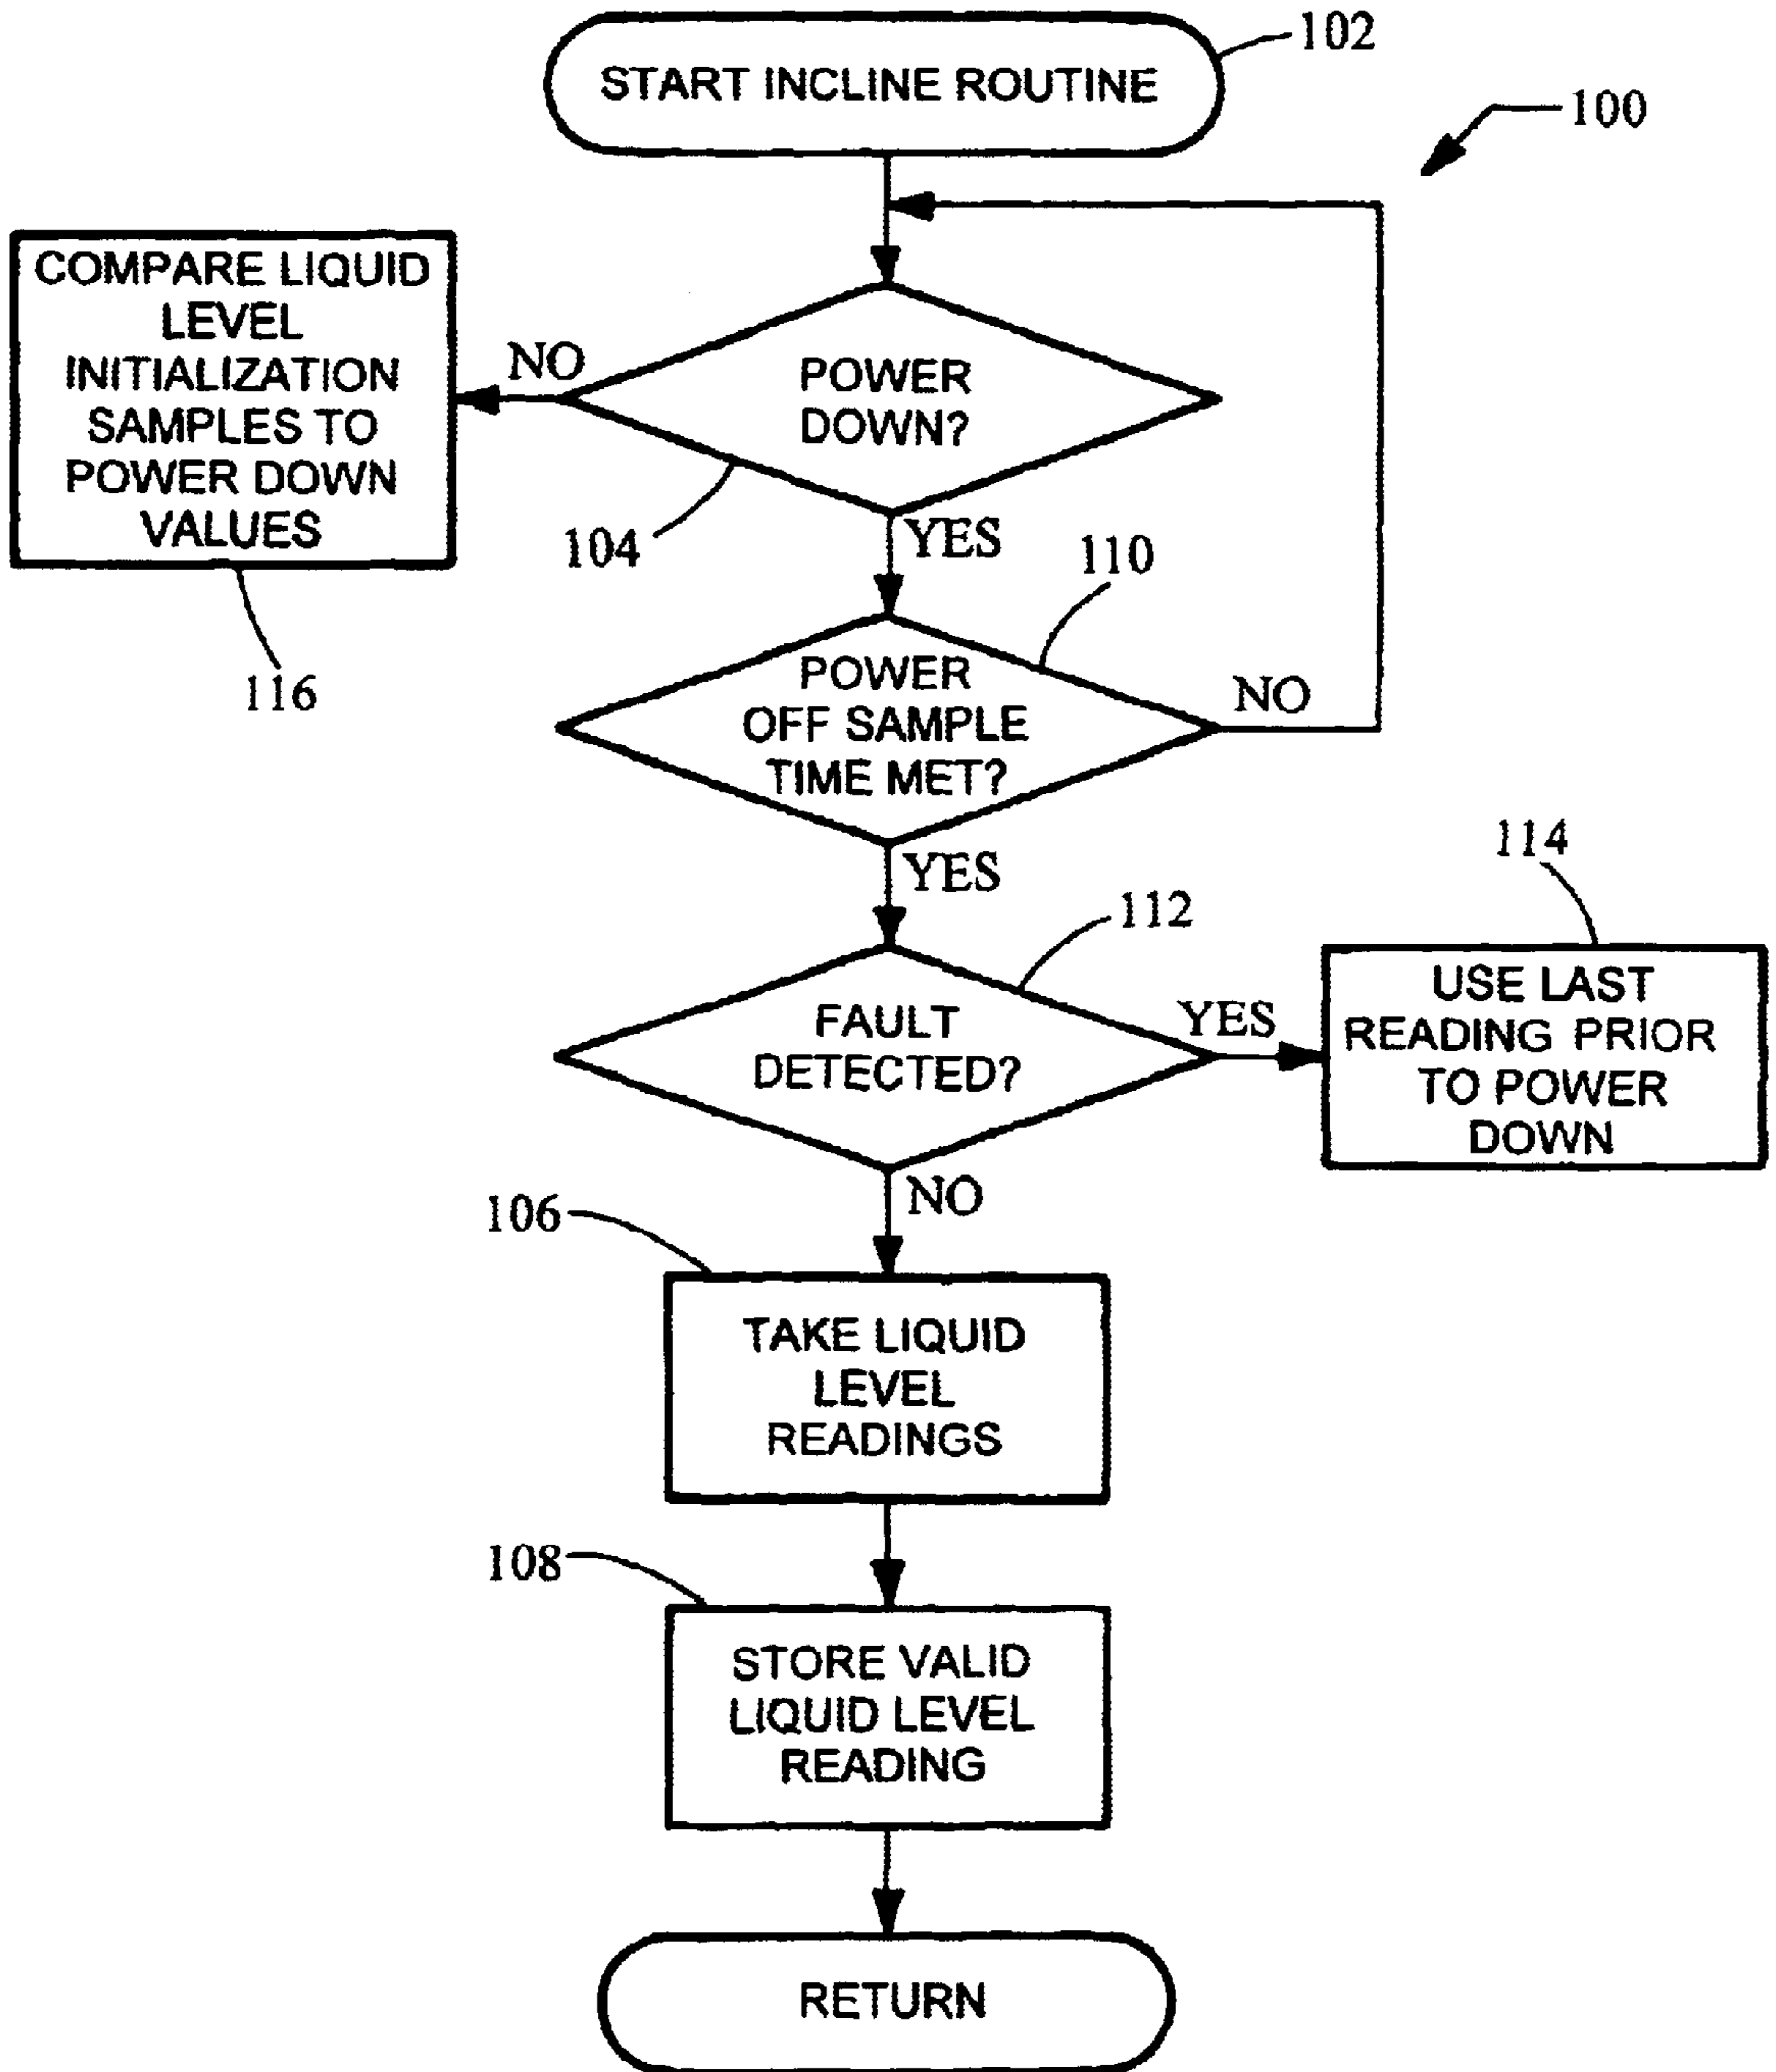 START INCLINE ROUTINE
102
100
COMPARE LIQUID
LEVEL
INITIALIZATION
SAMPLES TO
POWER DOWN
VALUES
116
NO
POWER
DOWN?
104
YES
110
POWER
OFF SAMPLE
TIME MET?
NO
YES
112
FAULT
DETECTED?
YES
114
USE LAST
READING PRIOR
TO POWER
DOWN
NO
106
TAKE LIQUID
LEVEL
READINGS
108
STORE VALID
LIQUID LEVEL
READING
RETURN